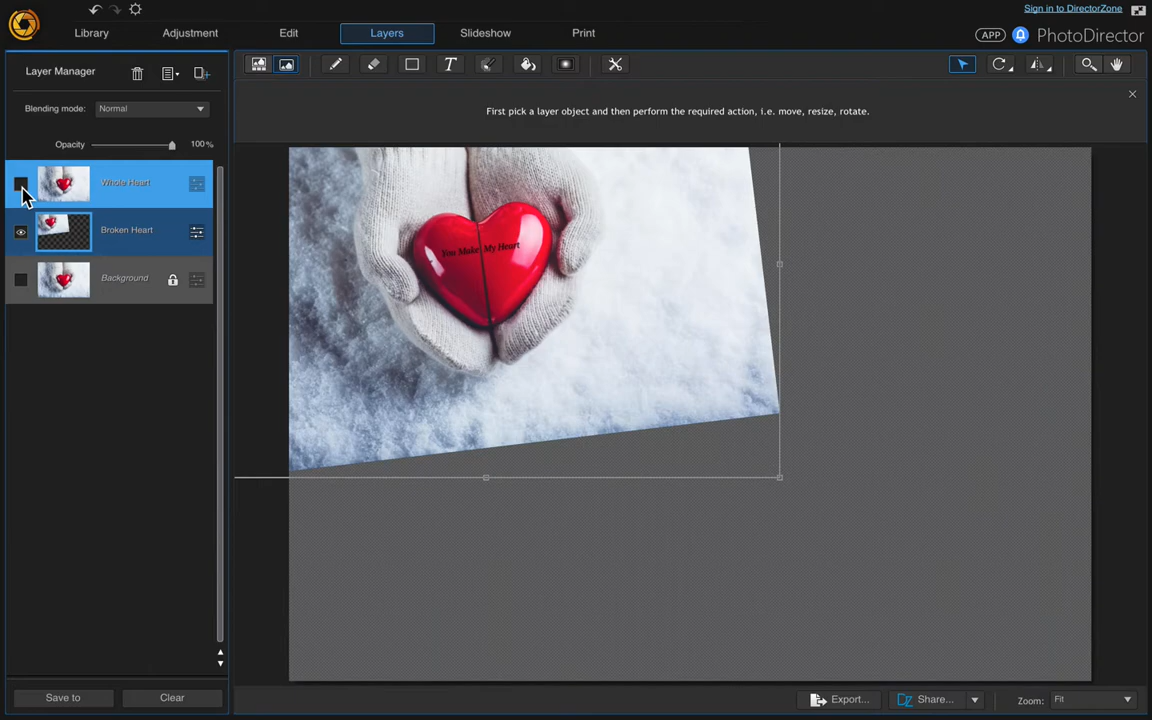 Sign in to DirectorZone
Library
Adjustment
Edit
Layers
Slideshow
Print
APP
PhotoDirector
Layer Manager
Blending mode: Normal
Opacity 100%
Whole Heart
Broken Heart
Background
First pick a layer object and then perform the required action, i.e. move, resize, rotate.
You Make My Heart
Save to
Clear
Export...
Share...
Zoom: Fit